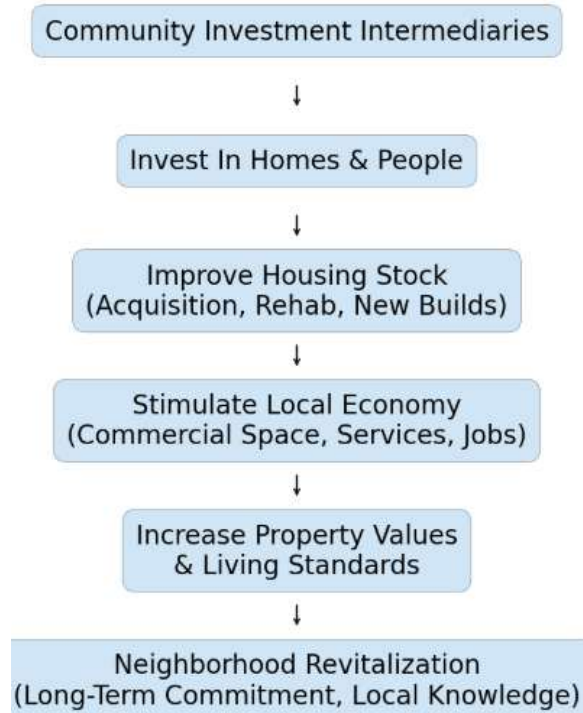 Community Investment Intermediaries
Invest In Homes & People
Improve Housing Stock
(Acquisition, Rehab, New Builds)
Stimulate Local Economy
(Commercial Space, Services, Jobs)
Increase Property Values
& Living Standards
Neighborhood Revitalization
(Long-Term Commitment, Local Knowledge)